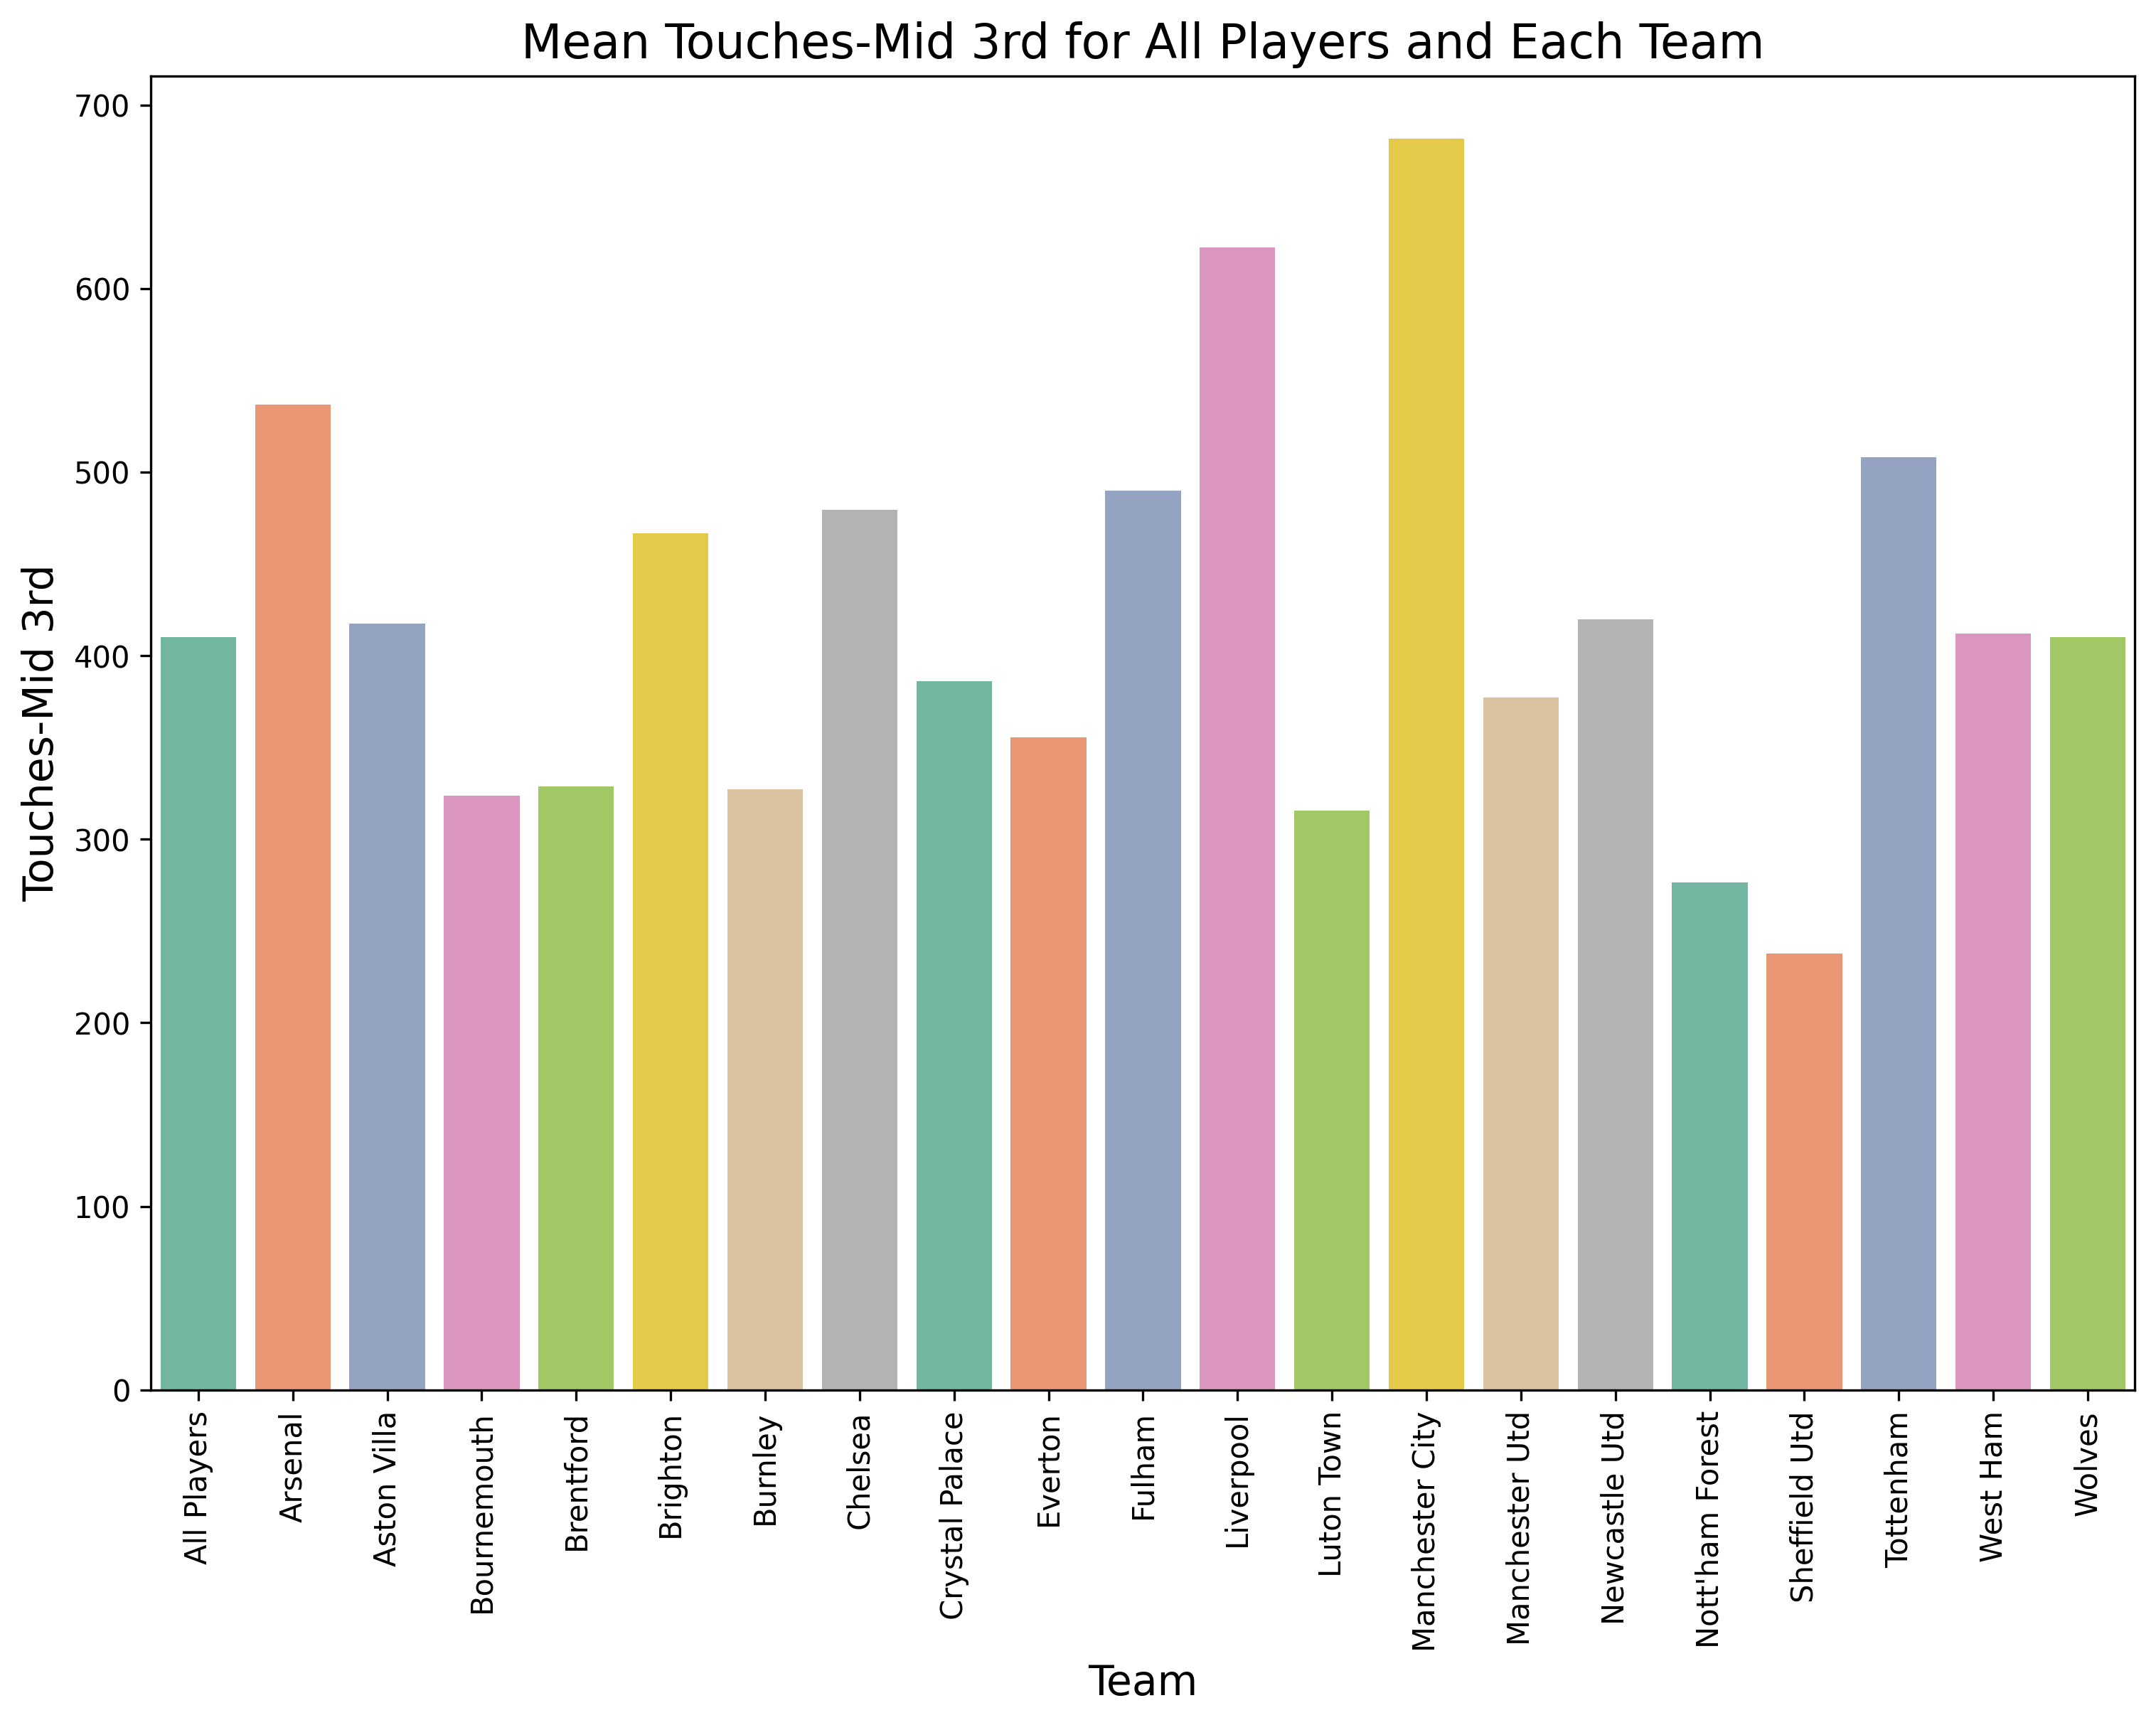 Mean Touches-Mid 3rd for All Players and Each Team
Touches-Mid 3rd
700
600
500
400
300
200
100
0
All Players
Arsenal
Aston Villa
Bournemouth
Brentford
Brighton
Burnley
Chelsea
Crystal Palace
Everton
Fulham
Liverpool
Luton Town
Manchester City
Manchester Utd
Newcastle Utd
Nott'ham Forest
Sheffield Utd
Tottenham
West Ham
Wolves
Team